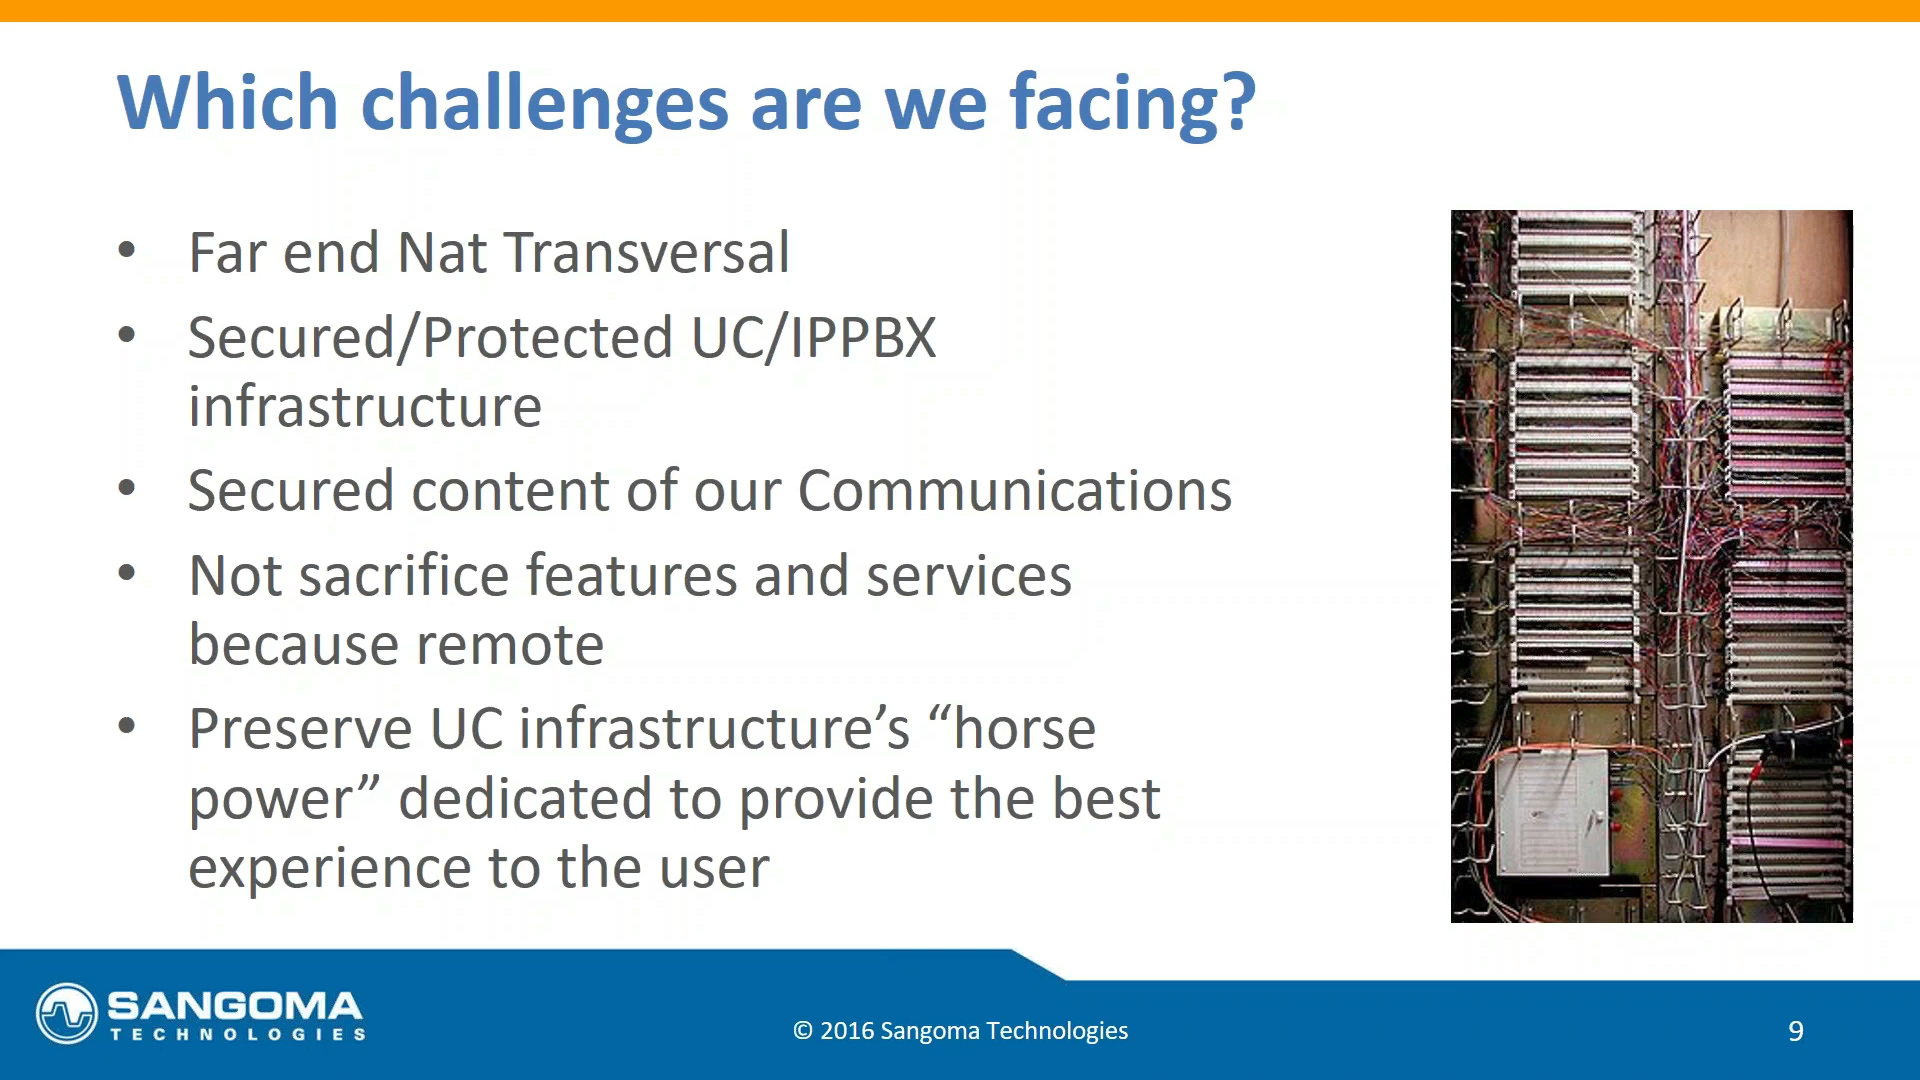 Which challenges are we facing?
• Far end Nat Transversal
• Secured/Protected UC/IPPBX
infrastructure
• Secured content of our Communications
• Not sacrifice features and services
because remote
• Preserve UC infrastructure’s “horse
power” dedicated to provide the best
experience to the user
SANGOMA
TECHNOLOGIES
© 2016 Sangoma Technologies
9